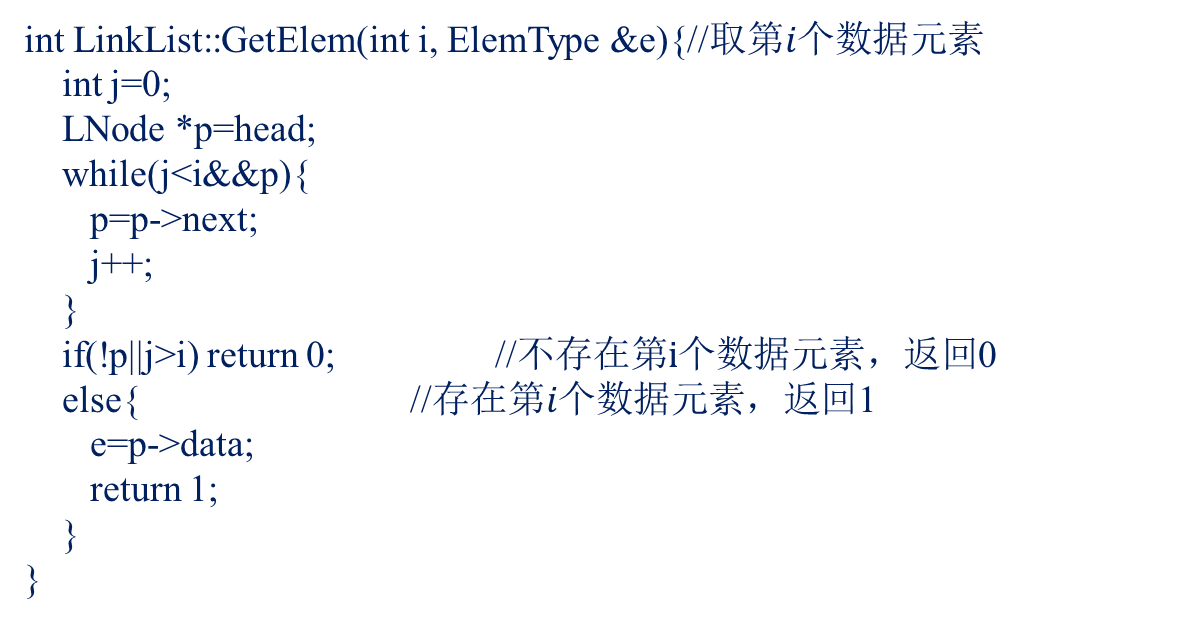 int LinkList::GetElem(int i, ElemType &e){//取第i个数据元素
int j=0;
LNode *p=head;
while(j<i&&p){
p=p->next;
j++;
}
if(!p||j>i) return 0; //不存在第i个数据元素，返回0
else{ //存在第i个数据元素，返回1
e=p->data;
return 1;
}
}